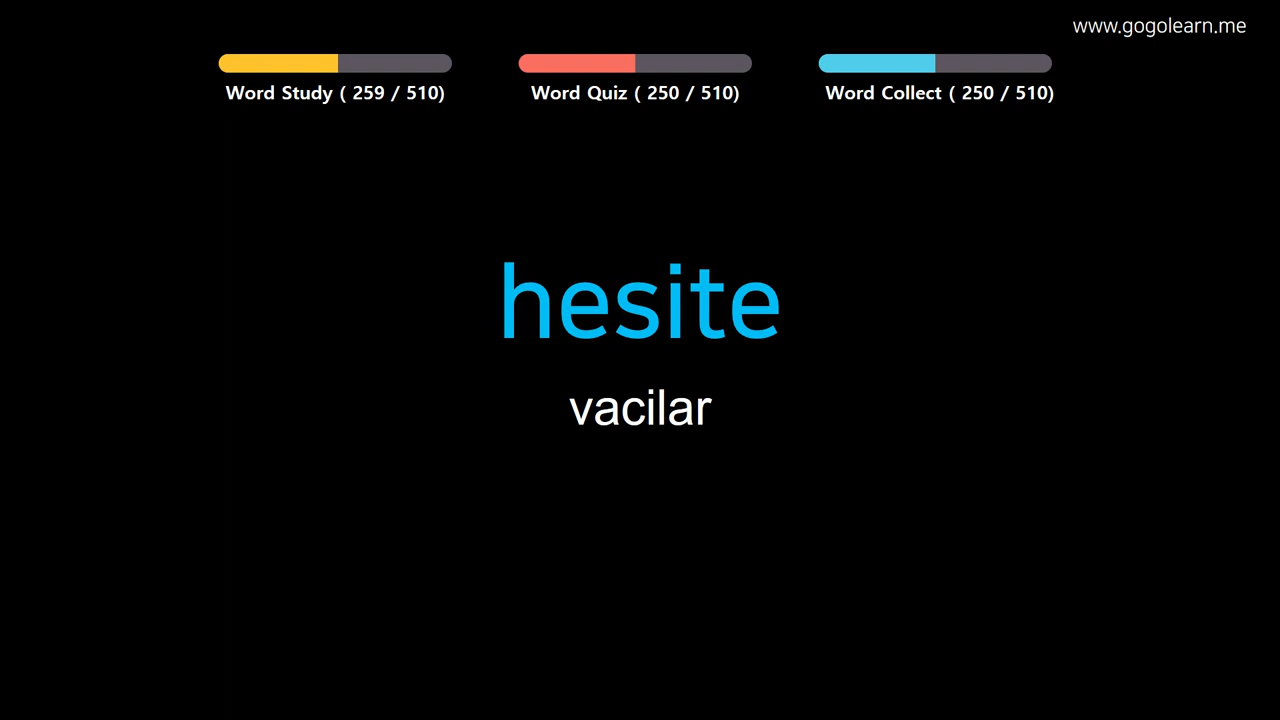 www.gogolearn.me
Word Study ( 259 / 510)
Word Quiz ( 250 / 510)
Word Collect ( 250 / 510)
hesite
vacilar